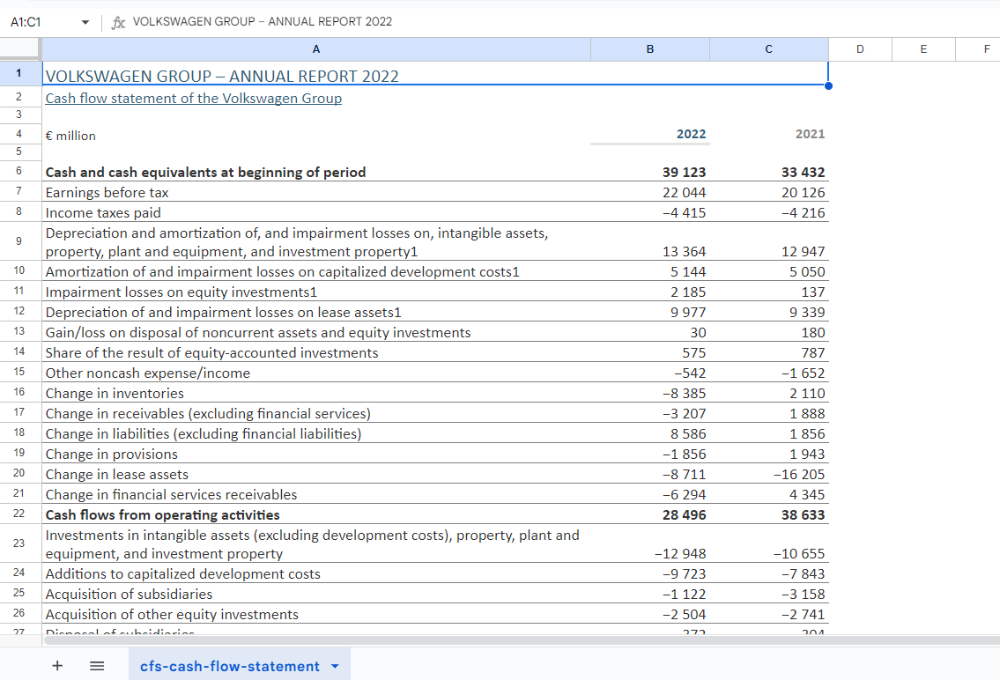 A1:C1 fx VOLKSWAGEN GROUP – ANNUAL REPORT 2022
A B C D E F
1 VOLKSWAGEN GROUP – ANNUAL REPORT 2022
2 Cash flow statement of the Volkswagen Group
3
4 € million 2022 2021
5
6 Cash and cash equivalents at beginning of period 39 123 33 432
7 Earnings before tax 22 044 20 126
8 Income taxes paid –4 415 –4 216
Depreciation and amortization of, and impairment losses on, intangible assets,
9 property, plant and equipment, and investment property1 13 364 12 947
10 Amortization of and impairment losses on capitalized development costs1 5 144 5 050
11 Impairment losses on equity investments1 2 185 137
12 Depreciation of and impairment losses on lease assets1 9 977 9 339
13 Gain/loss on disposal of noncurrent assets and equity investments 30 180
14 Share of the result of equity-accounted investments 575 787
15 Other noncash expense/income –542 –1 652
16 Change in inventories –8 385 2 110
17 Change in receivables (excluding financial services) –3 207 1 888
18 Change in liabilities (excluding financial liabilities) 8 586 1 856
19 Change in provisions –1 856 1 943
20 Change in lease assets –8 711 –16 205
21 Change in financial services receivables –6 294 4 345
22 Cash flows from operating activities 28 496 38 633
Investments in intangible assets (excluding development costs), property, plant and
23 equipment, and investment property –12 948 –10 655
24 Additions to capitalized development costs –9 723 –7 843
25 Acquisition of subsidiaries –1 122 –3 158
26 Acquisition of other equity investments –2 504 –2 741
27 Disposal of subsidiaries
cfs-cash-flow-statement